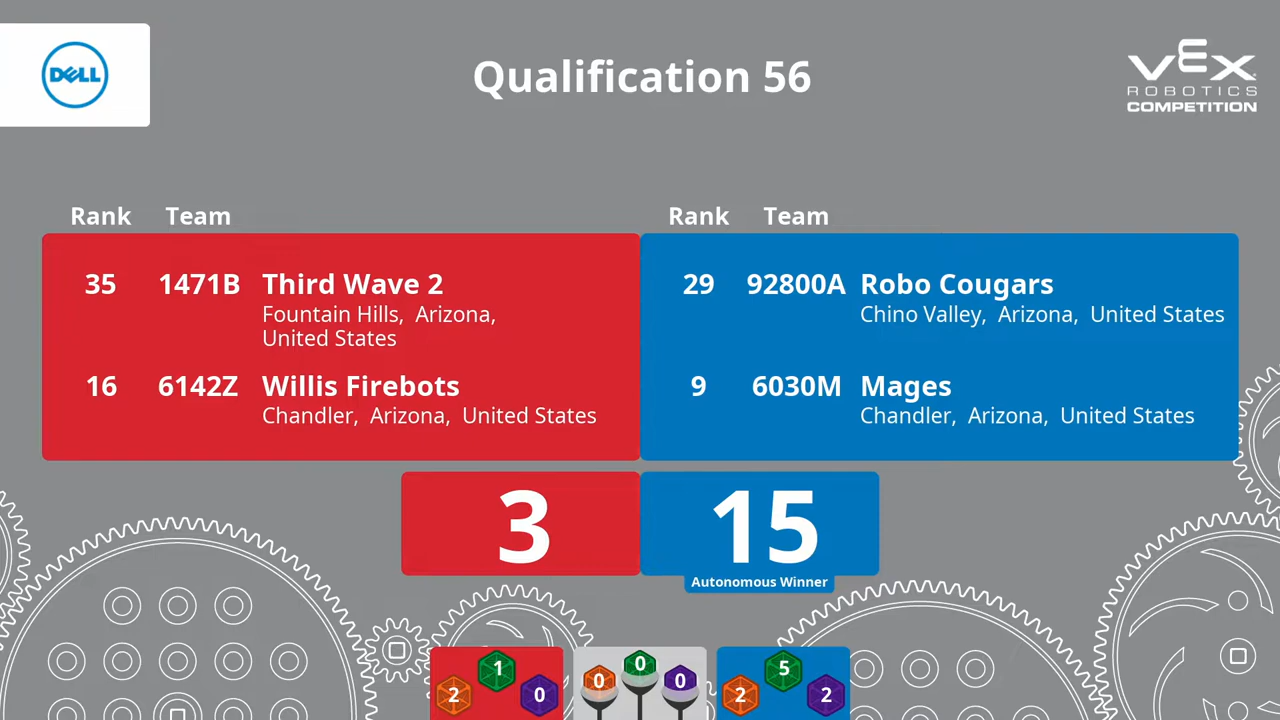 DELL
Qualification 56
VEX
ROBOTICS
COMPETITION
Rank Team
35 1471B Third Wave 2
Fountain Hills, Arizona,
United States
16 6142Z Willis Firebots
Chandler, Arizona, United States
Rank Team
29 92800A Robo Cougars
Chino Valley, Arizona, United States
9 6030M Mages
Chandler, Arizona, United States
3
15
Autonomous Winner
1
2 0
0
0 0
5
2 2